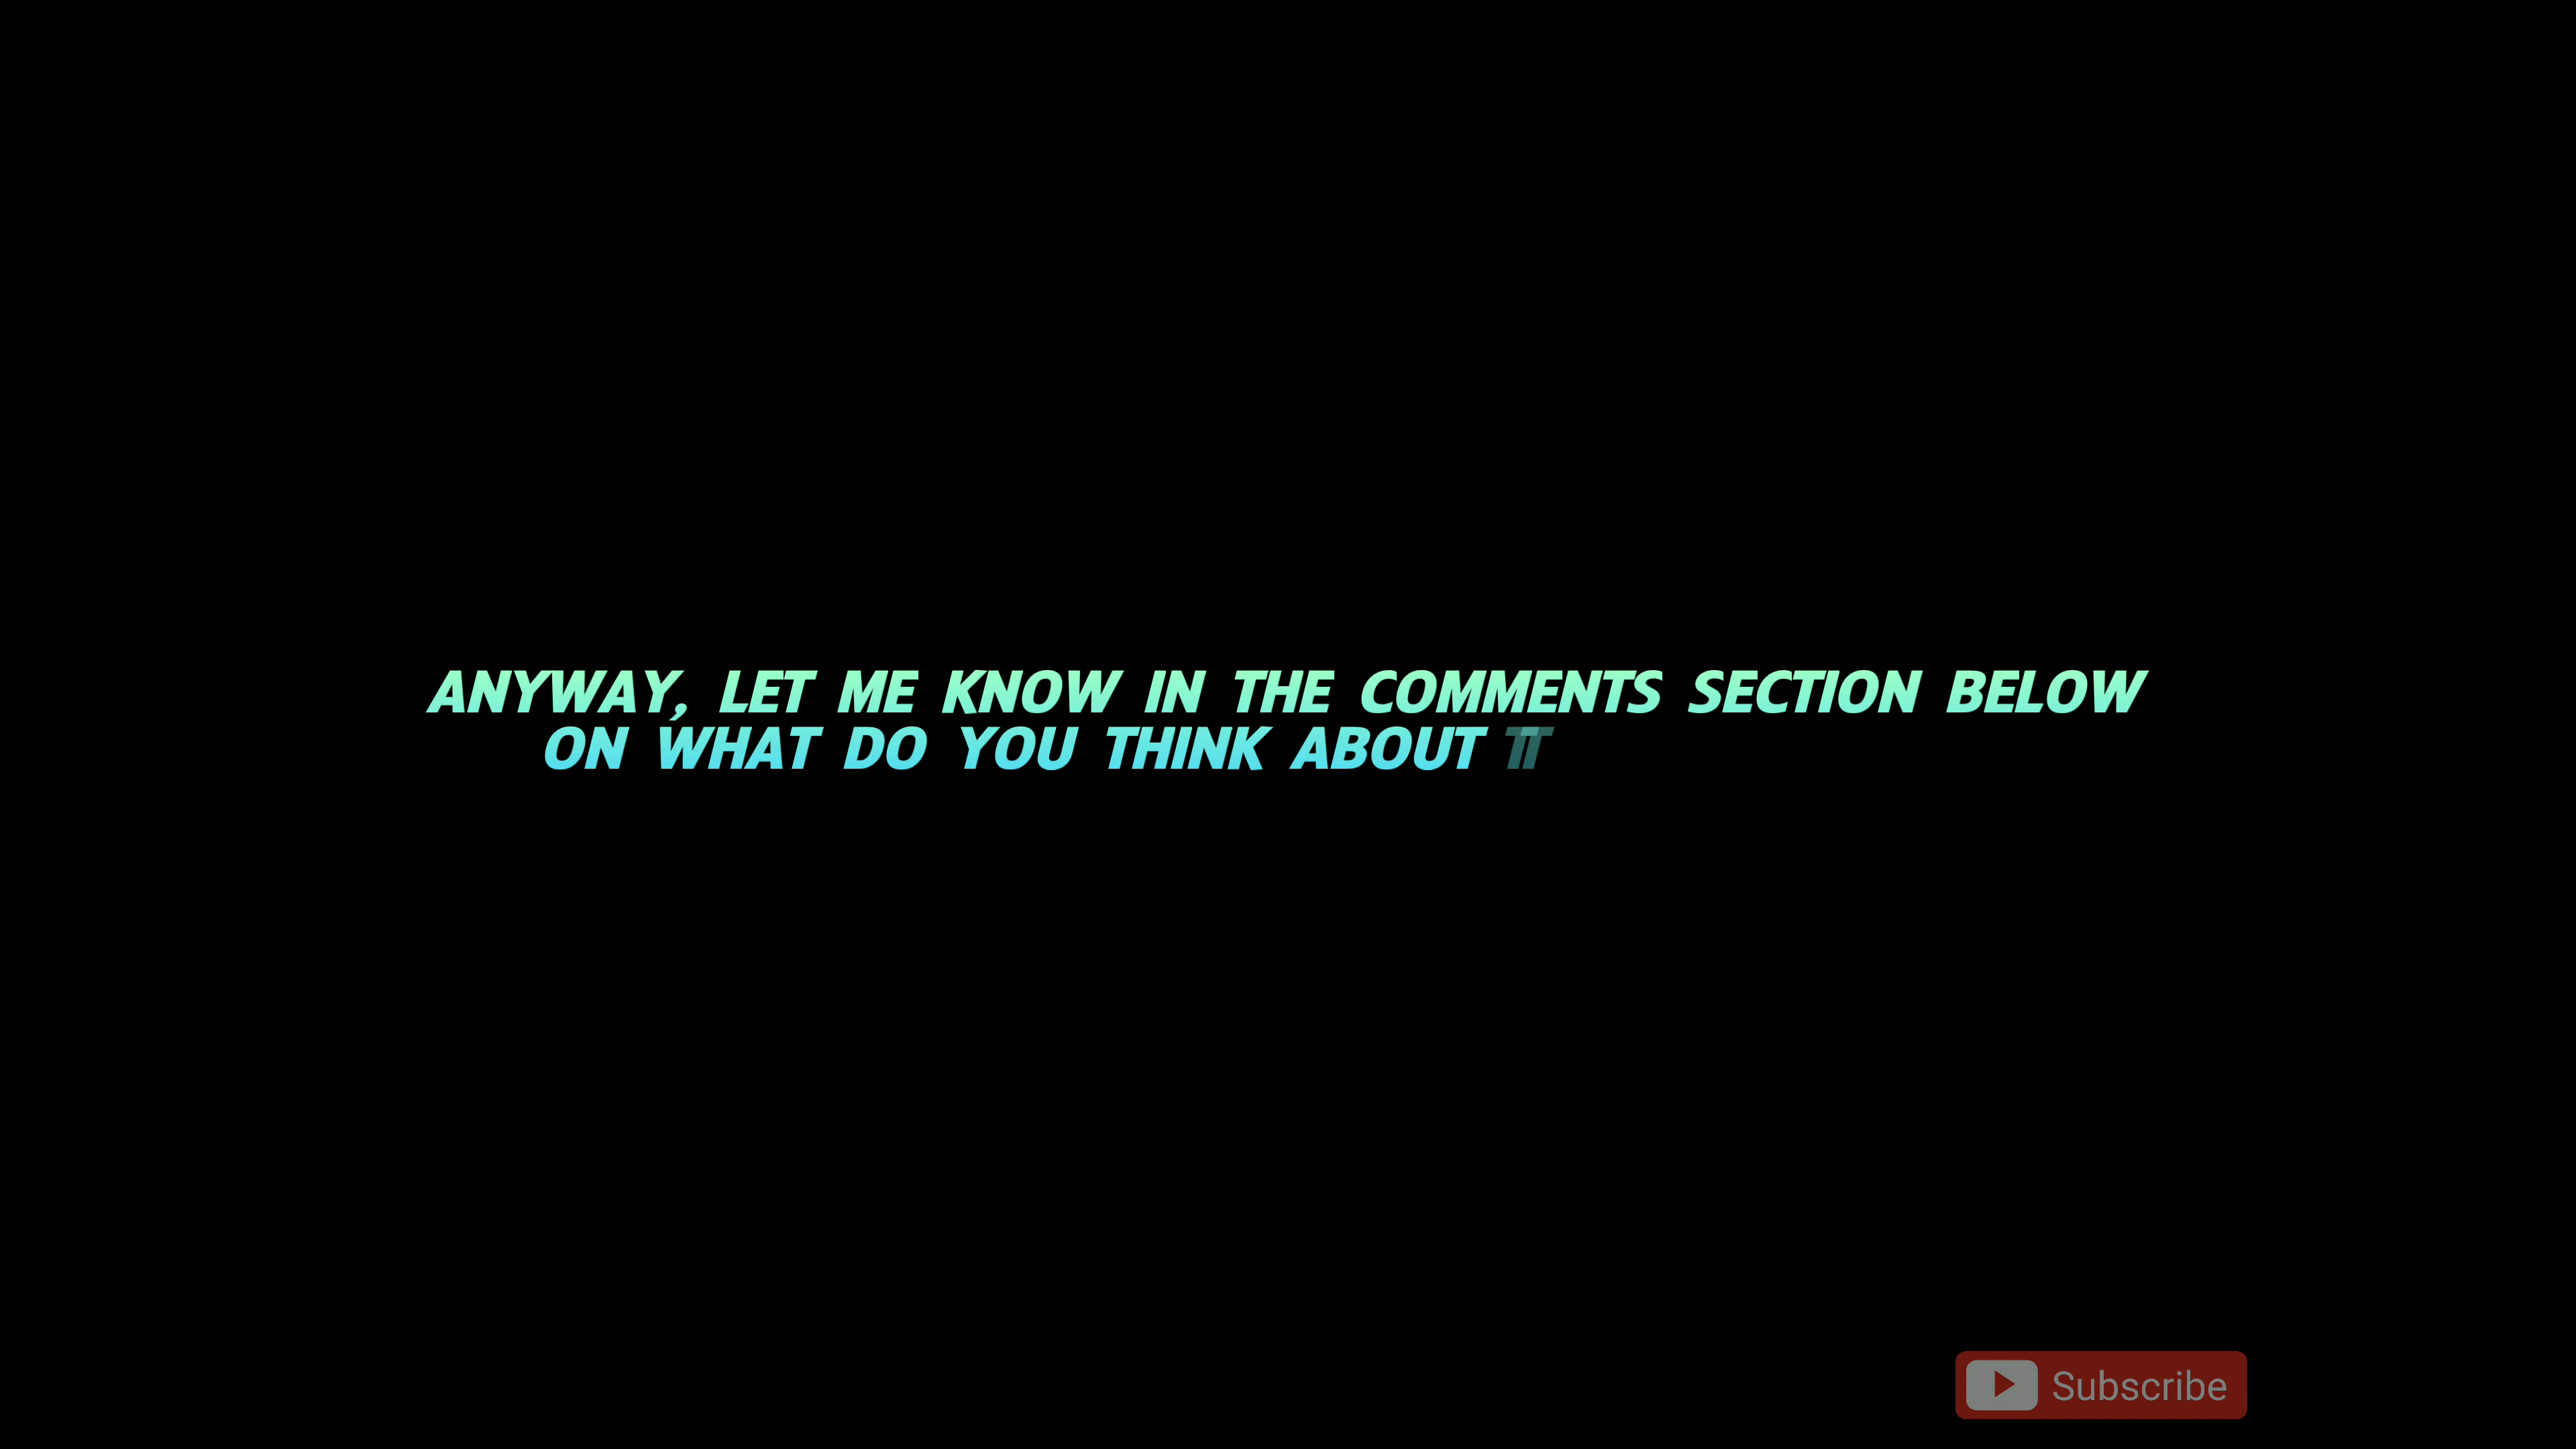 ANYWAY, LET ME KNOW IN THE COMMENTS SECTION BELOW
ON WHAT DO YOU THINK ABOUT
Subscribe